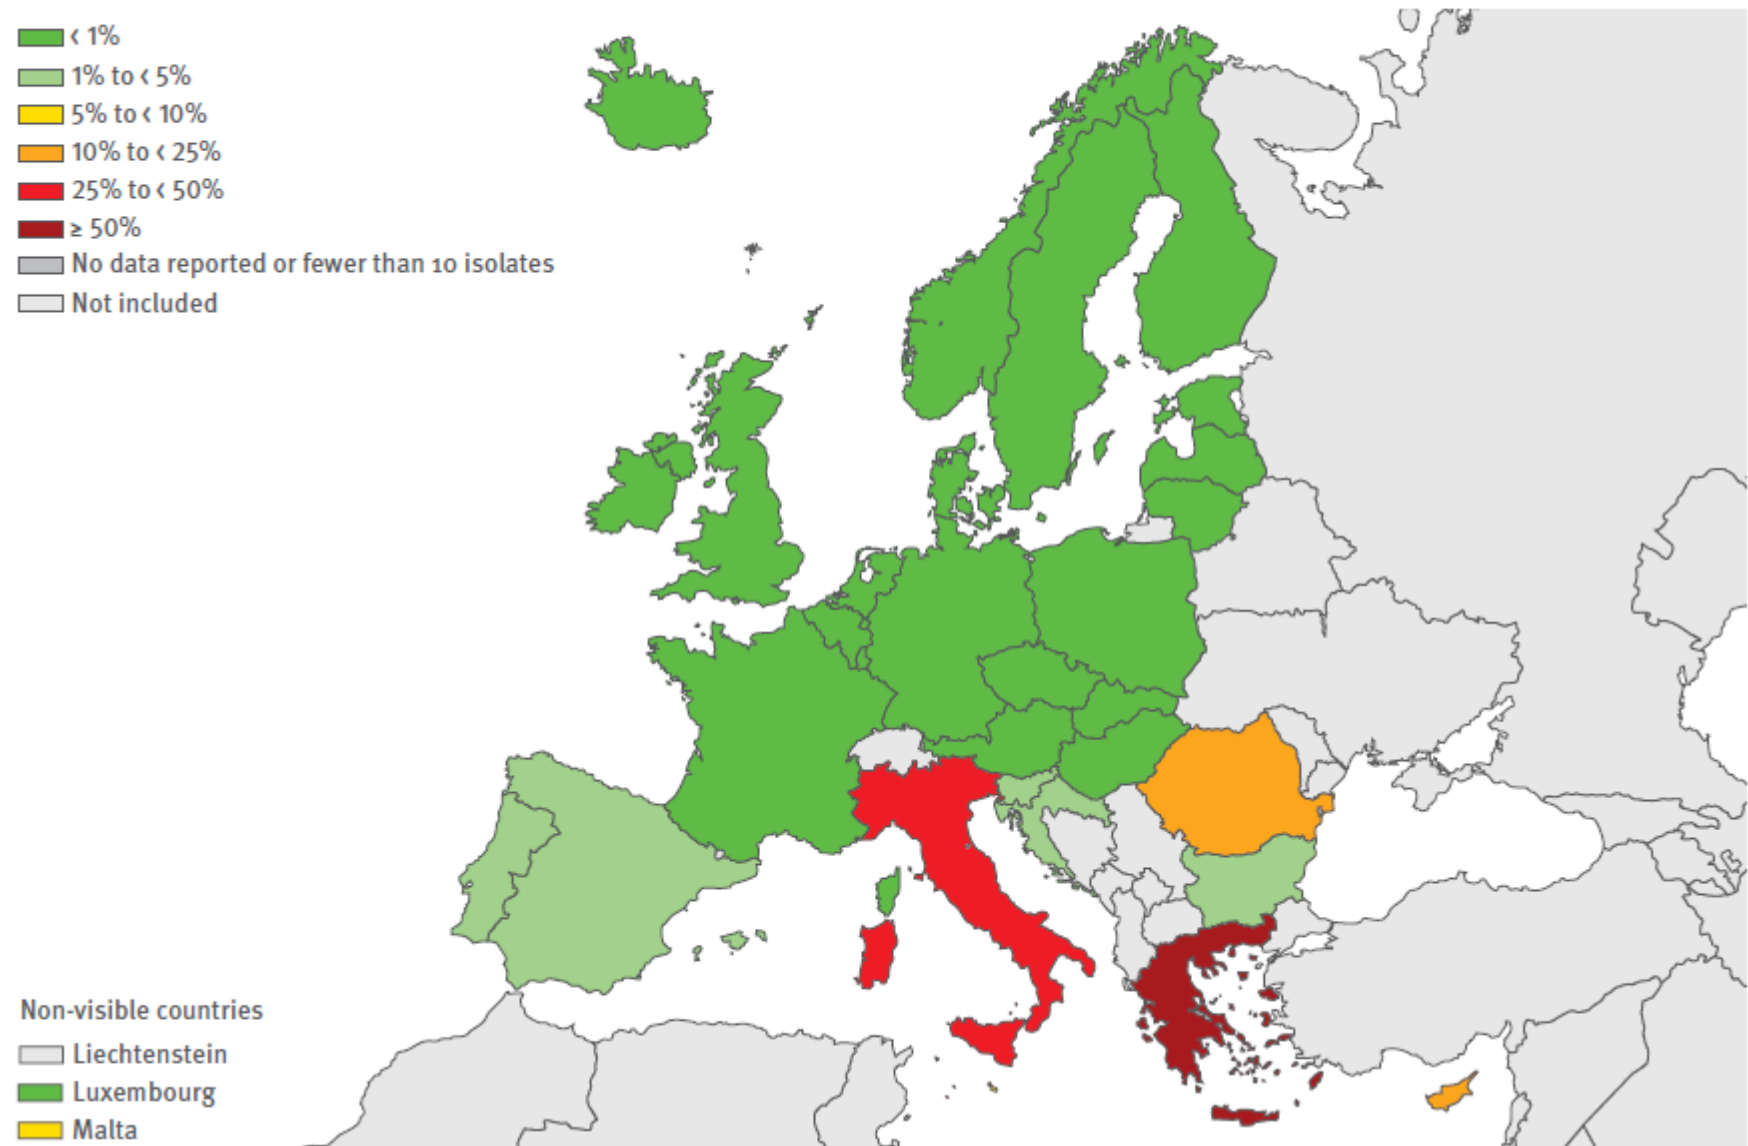 < 1%
1% to < 5%
5% to < 10%
10% to < 25%
25% to < 50%
≥ 50%
No data reported or fewer than 10 isolates
Not included
Non-visible countries
Liechtenstein
Luxembourg
Malta